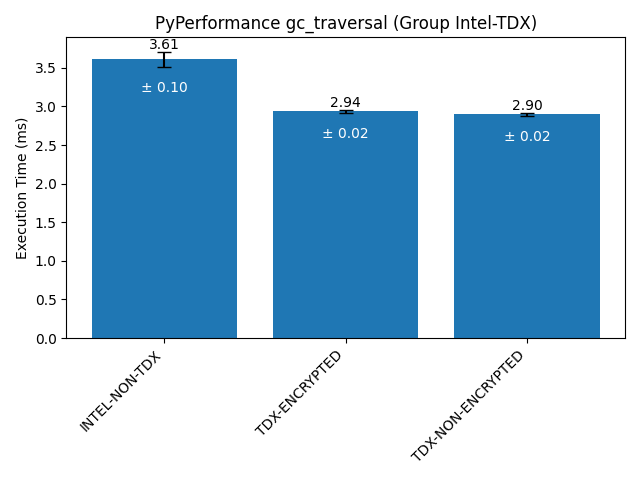 PyPerformance gc_traversal (Group Intel-TDX)
Execution Time (ms)
3.5
3.0
2.5
2.0
1.5
1.0
0.5
0.0
3.61
± 0.10
2.94
± 0.02
2.90
± 0.02
INTEL-NON-TDX
TDX-ENCRYPTED
TDX-NON-ENCRYPTED